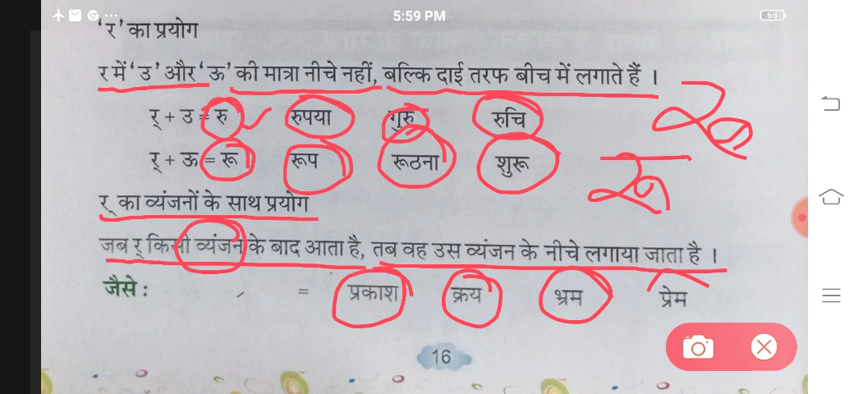 5:59 PM
65
'र' का प्रयोग
र में 'उ' और 'ऊ' की मात्रा नीचे नहीं, बल्कि दाईं तरफ बीच में लगाते हैं ।
र् + उ = रु रुपया गुरु रुचि
र् + ऊ = रू रूप रूठना शुरू
र् का व्यंजनों के साथ प्रयोग
जब र् किसी व्यंजन के बाद आता है, तब वह उस व्यंजन के नीचे लगाया जाता है ।
जैसे : = प्रकाश क्रय भ्रम प्रेम
16